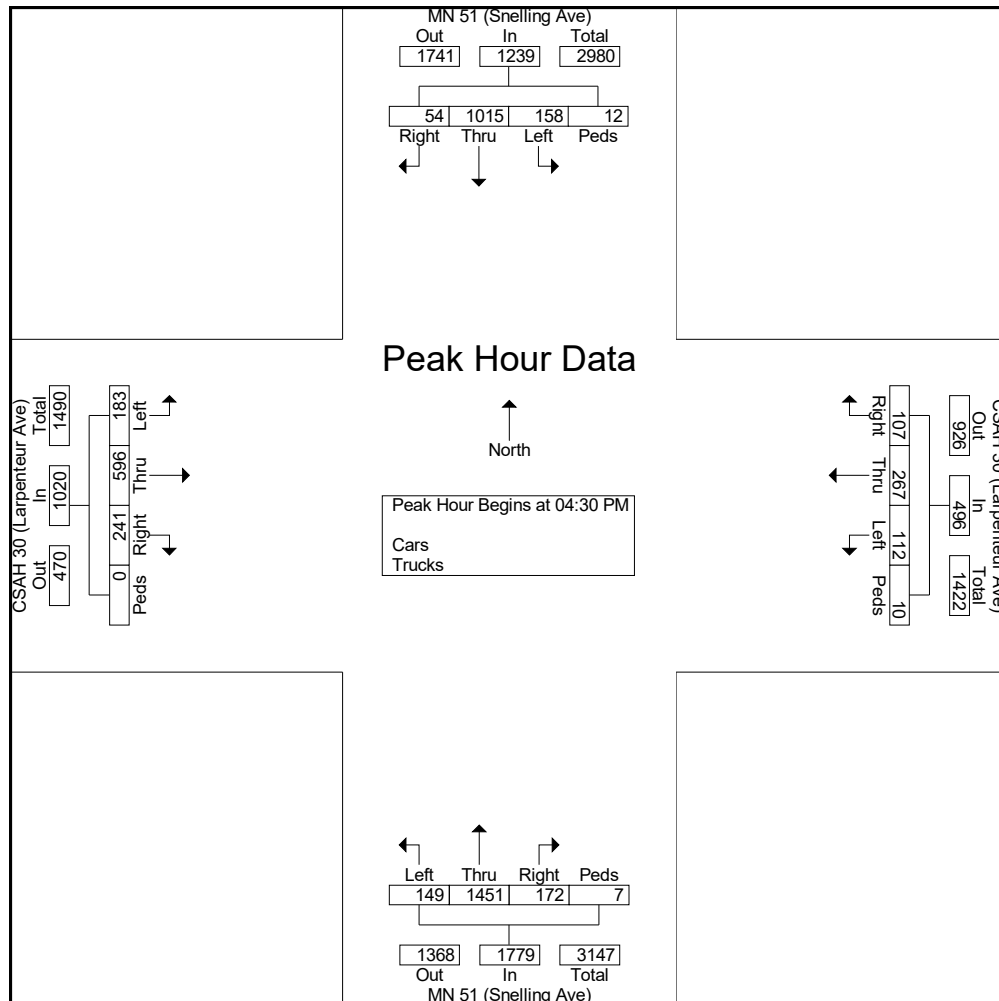 MN 51 (Snelling Ave)
Out In Total
1741 1239 2980
54 1015 158 12
Right Thru Left Peds
Peak Hour Data
North
Peak Hour Begins at 04:30 PM
Cars
Trucks
CSAH 30 (Larpenteur Ave)
Total In Out
1490 1020 470
183 596 241 0
Left Thru Right Peds
CSAH 30 (Larpenteur Ave)
Out In Total
926 496 1422
107 267 112 10
Right Thru Left Peds
Left Thru Right Peds
149 1451 172 7
1368 1779 3147
Out In Total
MN 51 (Snelling Ave)